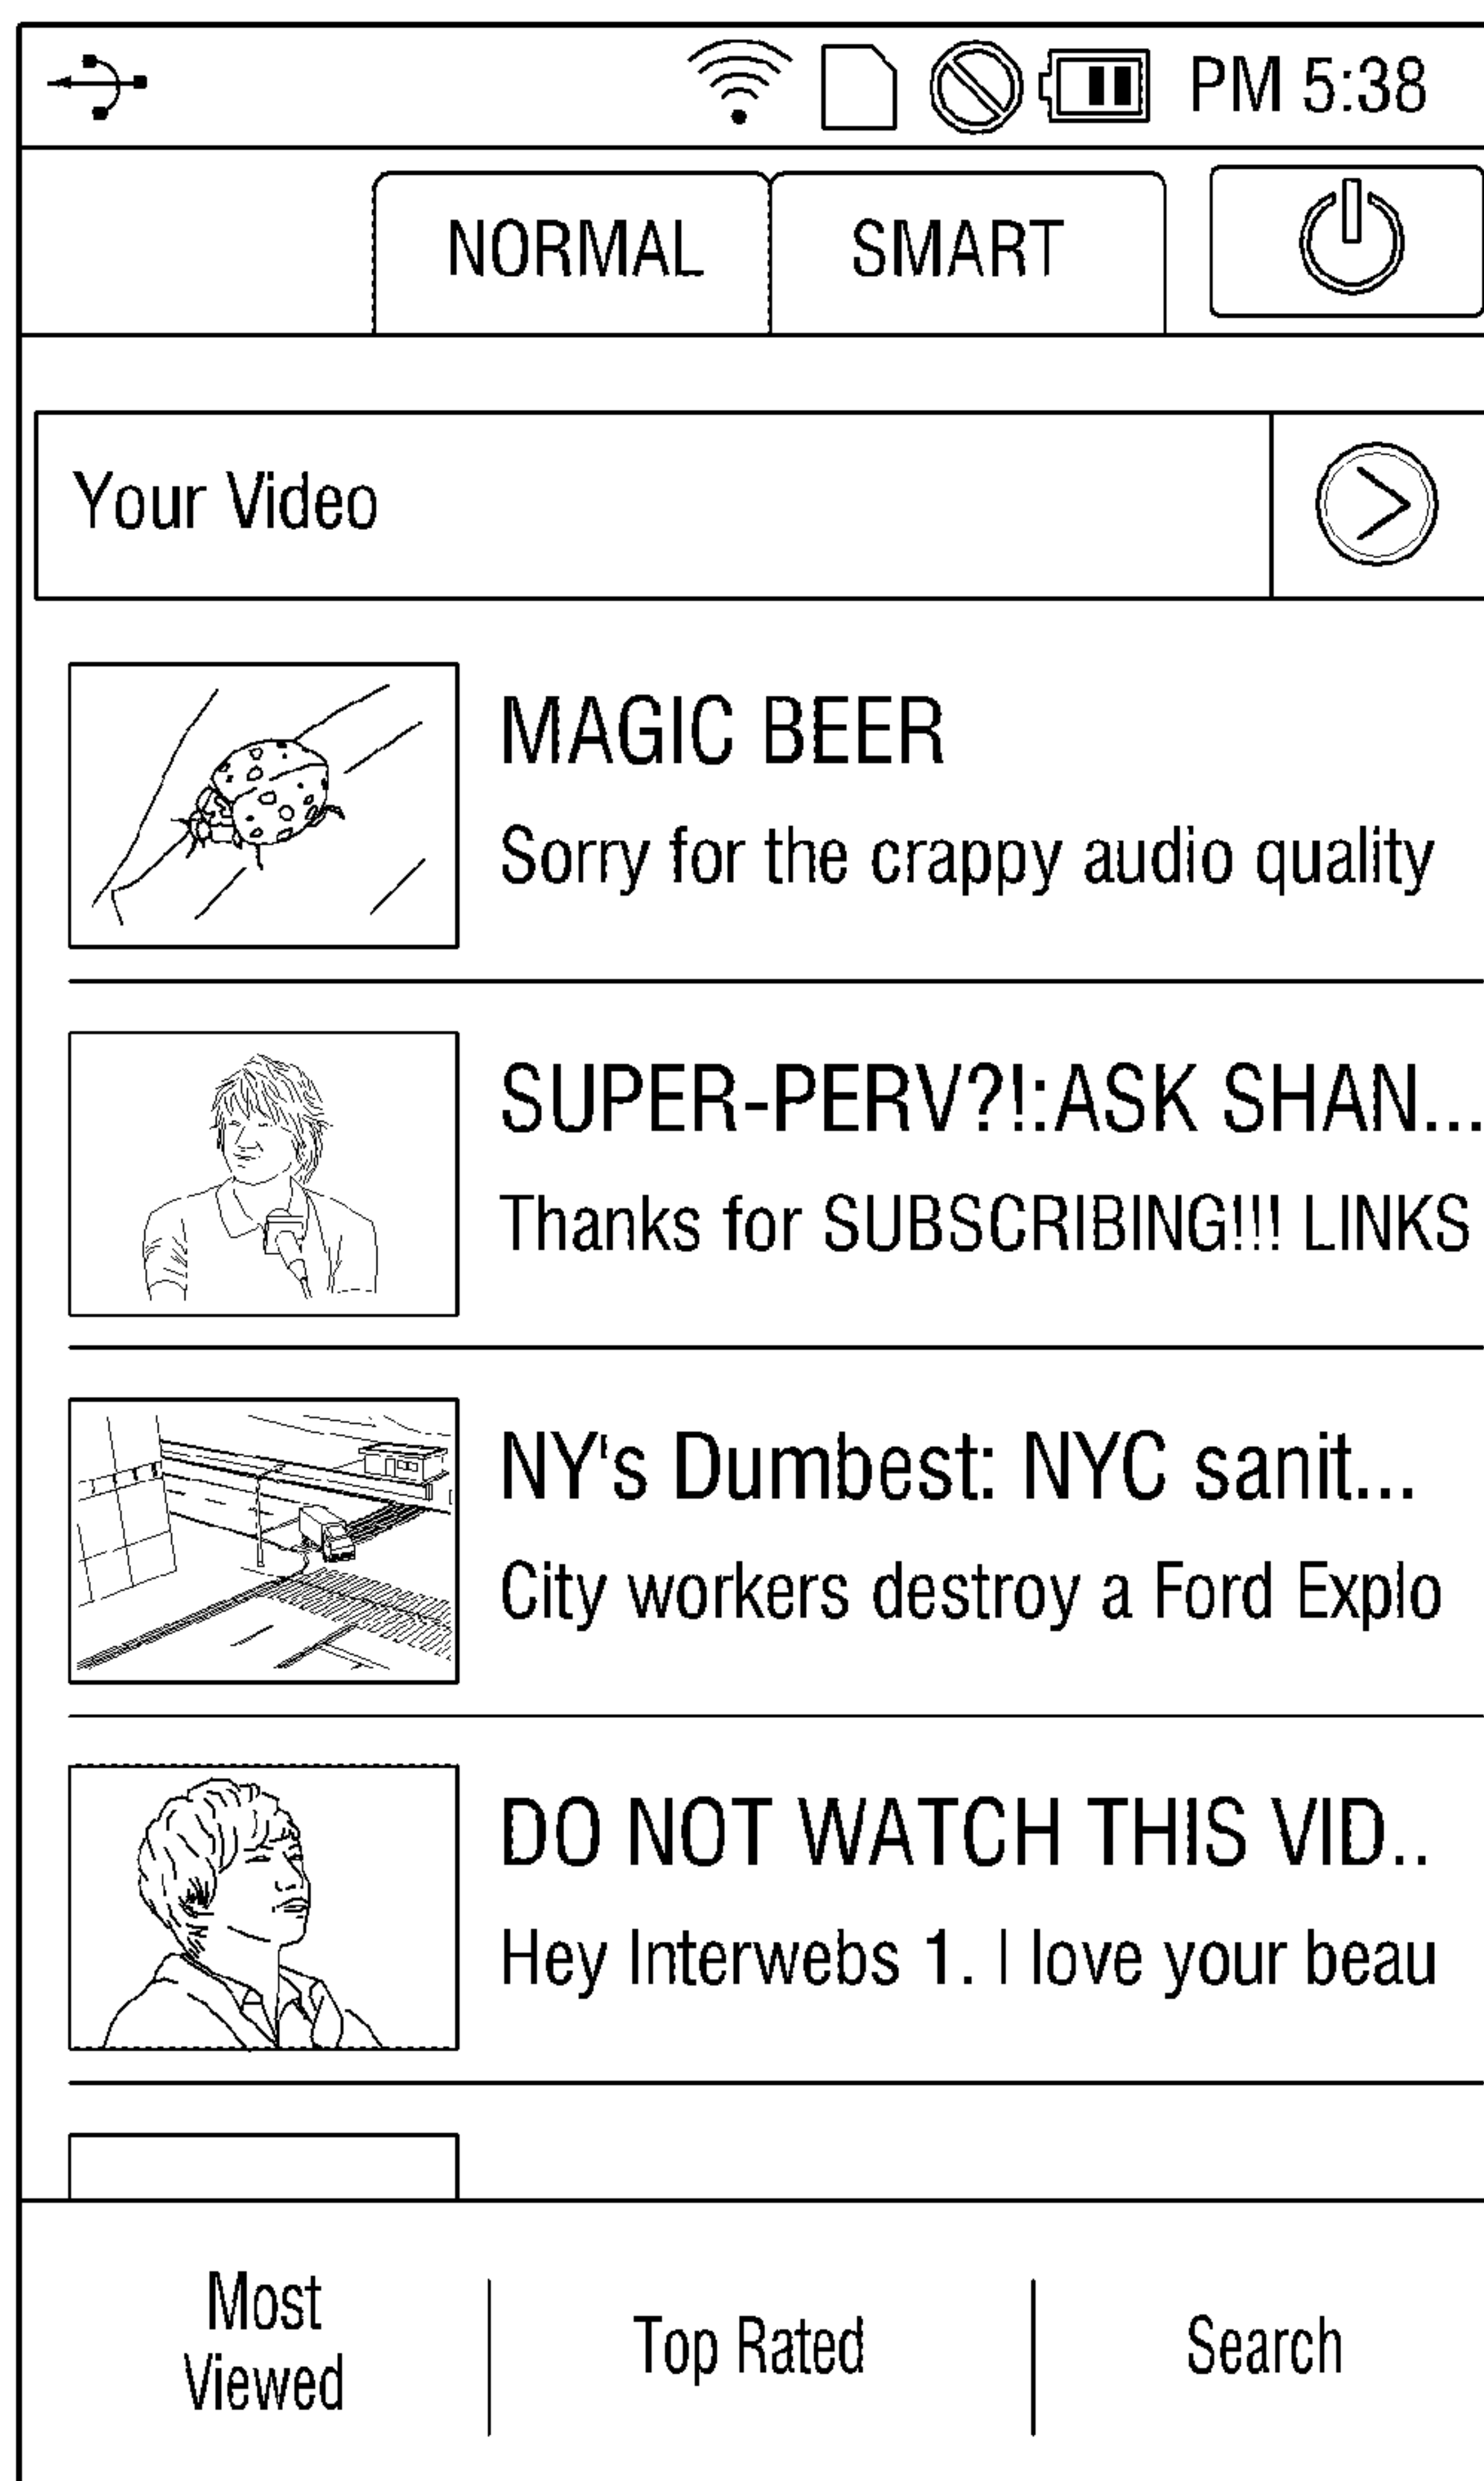 PM 5:38
NORMAL SMART
Your Video
MAGIC BEER
Sorry for the crappy audio quality
SUPER-PERV?!:ASK SHAN...
Thanks for SUBSCRIBING!!! LINKS
NY's Dumbest: NYC sanit...
City workers destroy a Ford Explo
DO NOT WATCH THIS VID..
Hey Interwebs 1. I love your beau
Most
Viewed
Top Rated
Search